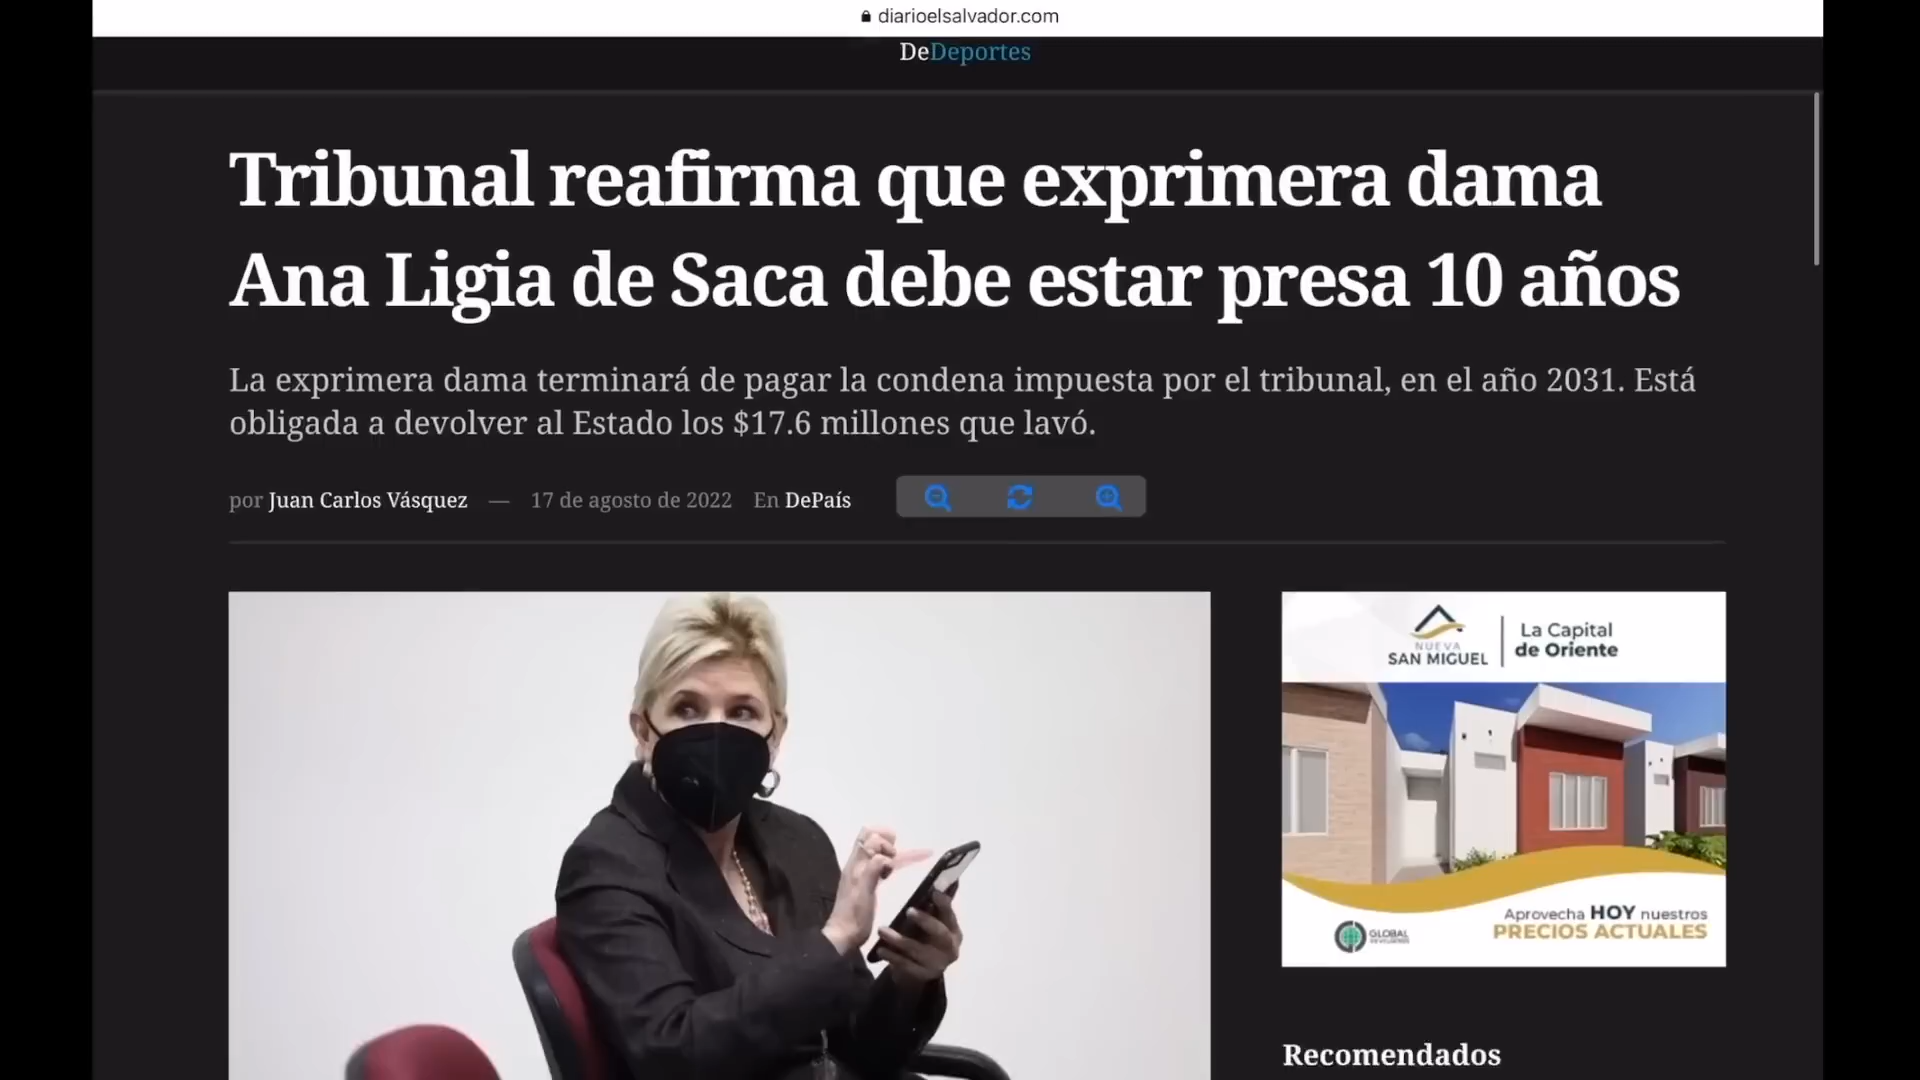 diarioelsalvador.com
DeDeportes
Tribunal reafirma que exprimera dama
Ana Ligia de Saca debe estar presa 10 años
La exprimera dama terminará de pagar la condena impuesta por el tribunal, en el año 2031. Está
obligada a devolver al Estado los $17.6 millones que lavó.
por Juan Carlos Vásquez — 17 de agosto de 2022 En DePaís
NUEVA
SAN MIGUEL
La Capital
de Oriente
Aprovecha HOY nuestros
PRECIOS ACTUALES
GLOBAL
Recomendados